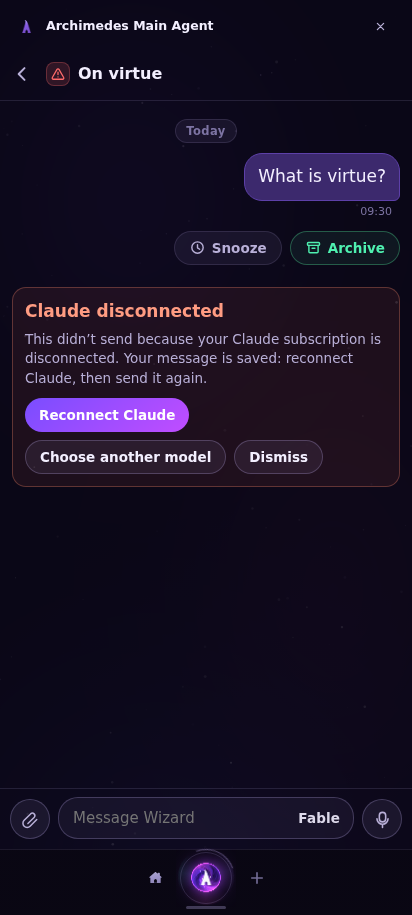 Archimedes Main Agent
On virtue
Today
What is virtue?
09:30
Snooze
Archive
Claude disconnected
This didn’t send because your Claude subscription is
disconnected. Your message is saved: reconnect
Claude, then send it again.
Reconnect Claude
Choose another model
Dismiss
Message Wizard
Fable